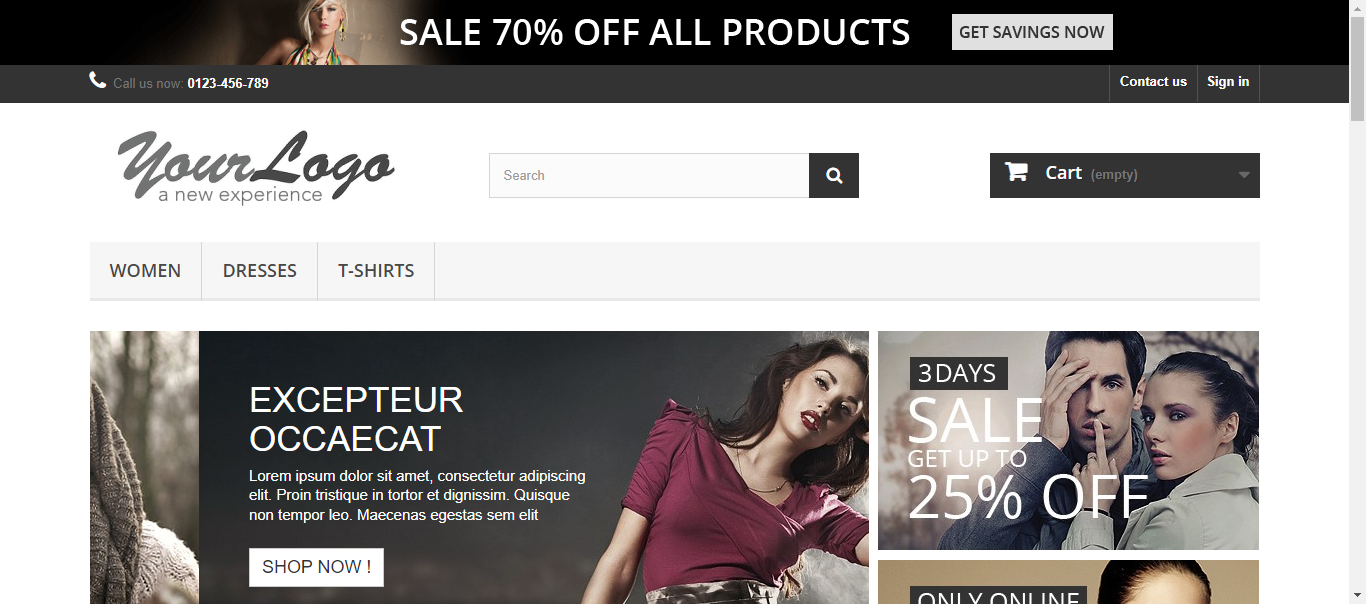 SALE 70% OFF ALL PRODUCTS GET SAVINGS NOW
Call us now: 0123-456-789 Contact us Sign in
Your Logo
a new experience
Search
Cart (empty)
WOMEN DRESSES T-SHIRTS
EXCEPTEUR
OCCAECAT
Lorem ipsum dolor sit amet, consectetur adipiscing
elit. Proin tristique in tortor et dignissim. Quisque
non tempor leo. Maecenas egestas sem elit
SHOP NOW !
3 DAYS
SALE
GET UP TO
25% OFF
ONLY ONLINE